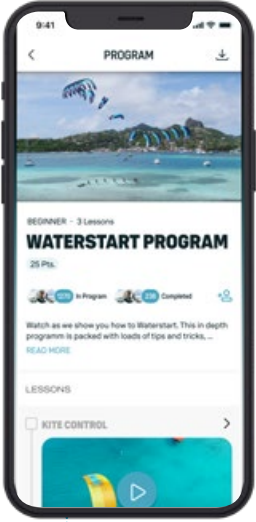 9:41
PROGRAM
BEGINNER - 3 Lessons
WATERSTART PROGRAM
25 Pts.
In Program
Completed
Watch as we show you how to Waterstart. This in depth
programm is packed with loads of tips and tricks, ...
READ MORE
LESSONS
KITE CONTROL